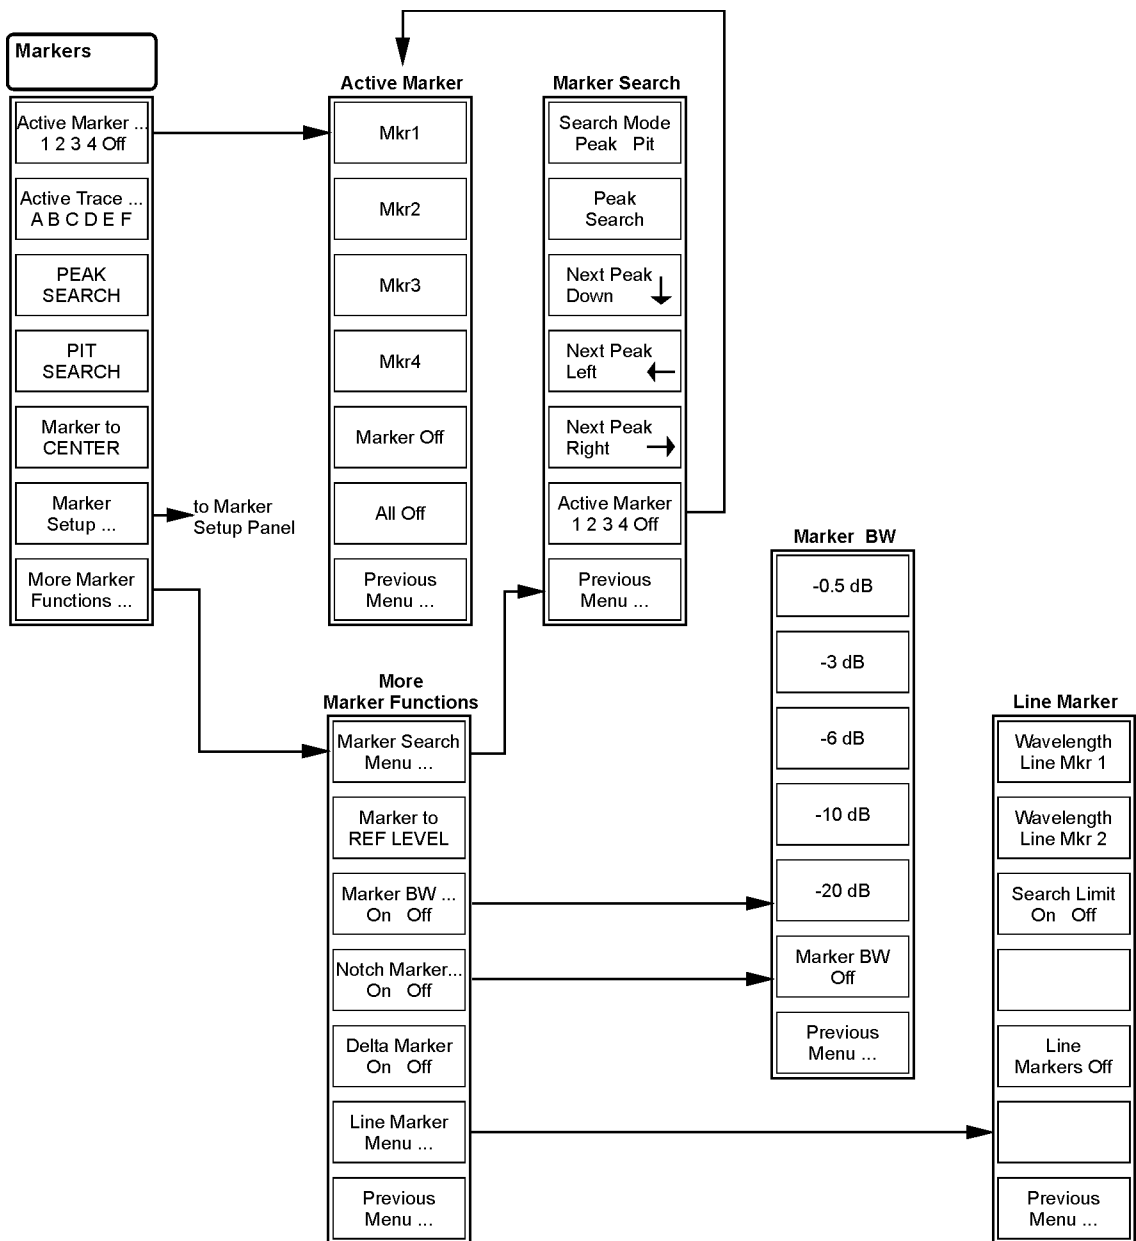 Markers
Active Marker ...
1 2 3 4 Off
Active Trace ...
A B C D E F
PEAK
SEARCH
PIT
SEARCH
Marker to
CENTER
Marker
Setup ...
to Marker
Setup Panel
More Marker
Functions ...
Active Marker
Mkr1
Mkr2
Mkr3
Mkr4
Marker Off
All Off
Previous
Menu ...
Marker Search
Search Mode
Peak Pit
Peak
Search
Next Peak
Down
Next Peak
Left
Next Peak
Right
Active Marker
1 2 3 4 Off
Previous
Menu ...
More
Marker Functions
Marker Search
Menu ...
Marker to
REF LEVEL
Marker BW ...
On Off
Notch Marker...
On Off
Delta Marker
On Off
Line Marker
Menu ...
Previous
Menu ...
Marker BW
-0.5 dB
-3 dB
-6 dB
-10 dB
-20 dB
Marker BW
Off
Previous
Menu ...
Line Marker
Wavelength
Line Mkr 1
Wavelength
Line Mkr 2
Search Limit
On Off
Line
Markers Off
Previous
Menu ...